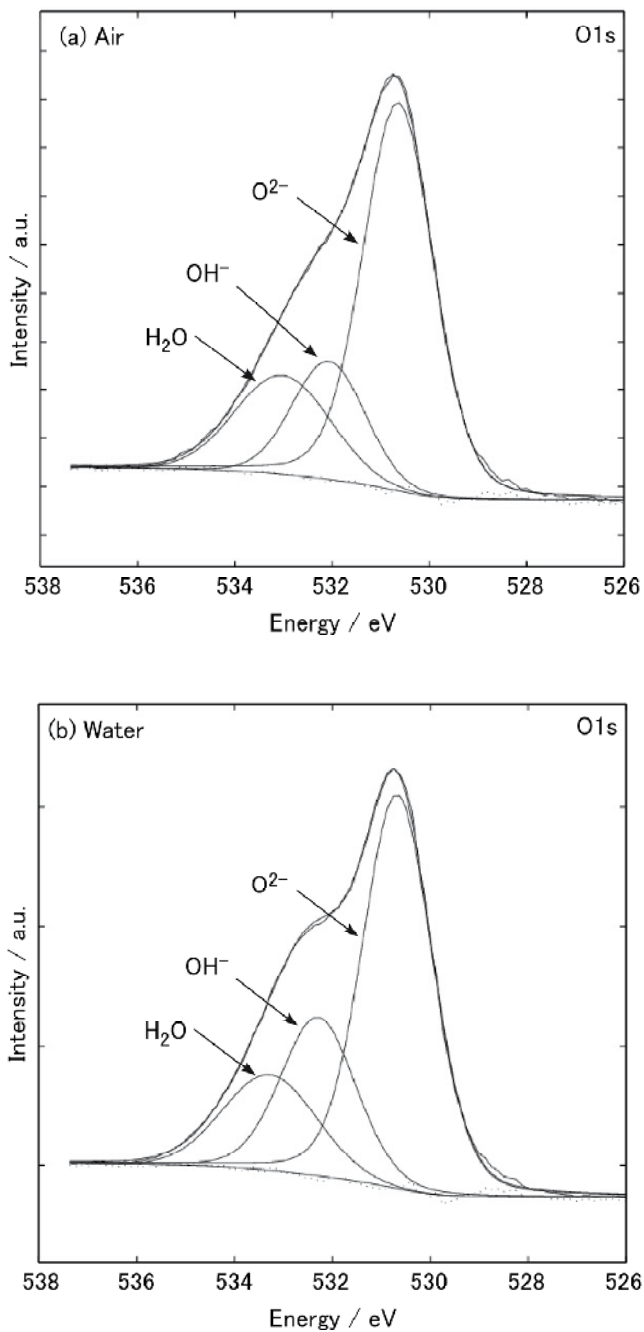 (a) Air
O1s
O²⁻
OH⁻
H₂O
Intensity / a.u.
538 536 534 532 530 528 526
Energy / eV
(b) Water
O1s
O²⁻
OH⁻
H₂O
Intensity / a.u.
538 536 534 532 530 528 526
Energy / eV